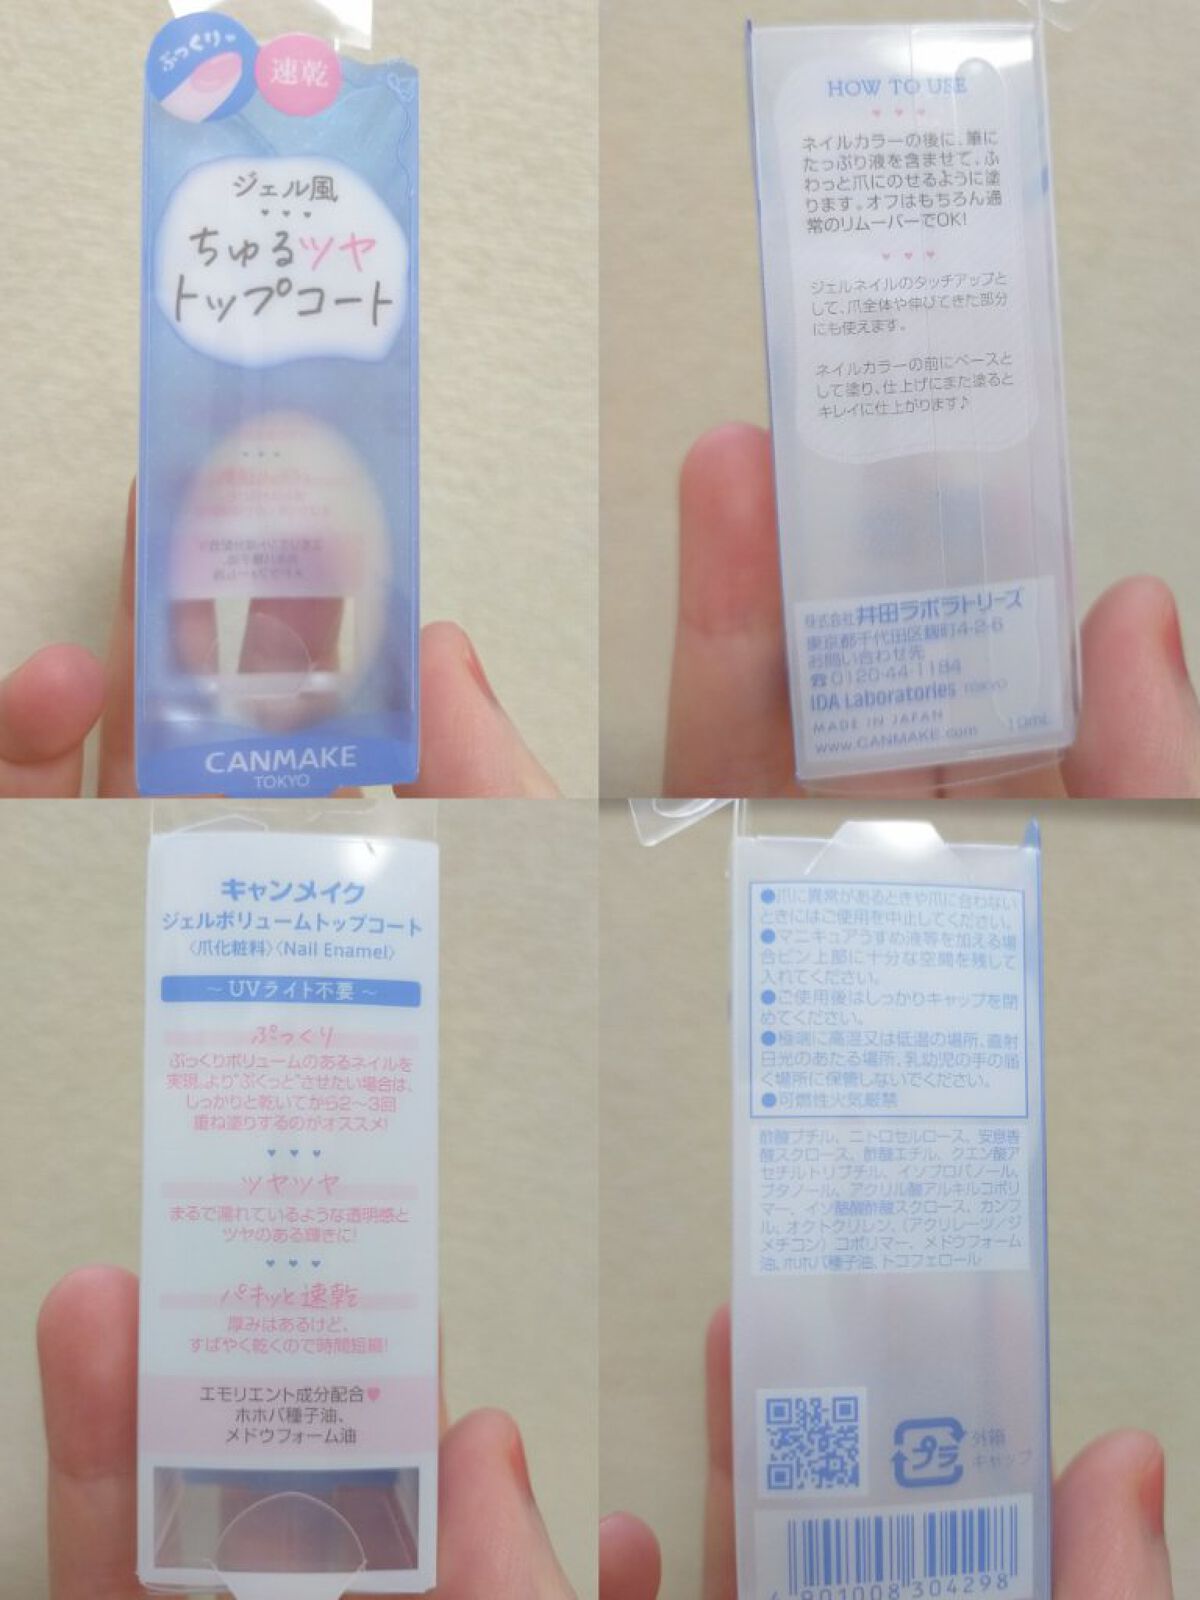 ぷっくり
速乾
ジェル風
ちゅるツヤ
トップコート
CANMAKE
TOKYO
HOW TO USE
ネイルカラーの後に、筆に
たっぷり液を含ませて、ふ
わっと爪にのせるように塗
ります。オフはもちろん通
常のリムーバーでOK!
ジェルネイルのタッチアップと
して、爪全体や伸びてきた部分
にも使えます。
ネイルカラーの前にベースと
して塗り、仕上げにまた塗ると
キレイに仕上がります♪
株式会社 井田ラボラトリーズ
東京都千代田区麹町4-2-6
お問い合わせ先
☎0120-44-1184
IDA Laboratories TOKYO
MADE IN JAPAN
www.CANMAKE.com 10mL
キャンメイク
ジェルボリュームトップコート
〈爪化粧料〉〈Nail Enamel〉
～UVライト不要～
ぷっくり
ぷっくりボリュームのあるネイルを
実現。より"ぷくっと"させたい場合は、
しっかりと乾いてから2～3回
重ね塗りするのがオススメ!
ツヤツヤ
まるで濡れているような透明感と
ツヤのある輝きに!
パキッと速乾
厚みはあるけど、
すばやく乾くので時間短縮!
エモリエント成分配合♥
ホホバ種子油、
メドウフォーム油
●爪に異常があるときや爪に合わない
ときにはご使用を中止してください。
●マニキュアうすめ液等を加える場
合ビン上部に十分な空間を残して
入れてください。
●ご使用後はしっかりキャップを閉
めてください。
●極端に高温又は低温の場所、直射
日光のあたる場所、乳幼児の手の届
く場所に保管しないでください。
●可燃性火気厳禁
酢酸ブチル、ニトロセルロース、安息香
酸スクロース、酢酸エチル、クエン酸ア
セチルトリブチル、イソプロパノール、
ブタノール、アクリル酸アルキルコポリ
マー、イソ酪酸酢酸スクロース、カンフ
ル、オクトクリレン、(アクリレーツ/ジ
メチコン)コポリマー、メドウフォーム
油、ホホバ種子油、トコフェロール
プラ
外箱
キャップ
4 901008 304298